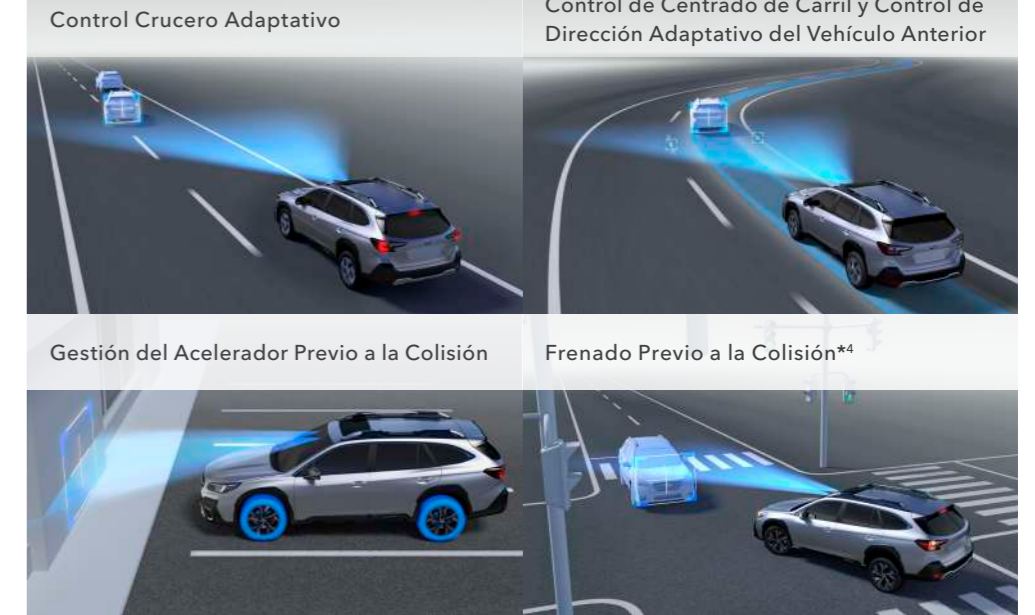 Control Crucero Adaptativo
Control de Centrado de Carril y Control de
Dirección Adaptativo del Vehículo Anterior
Gestión del Acelerador Previo a la Colisión
Frenado Previo a la Colisión*4